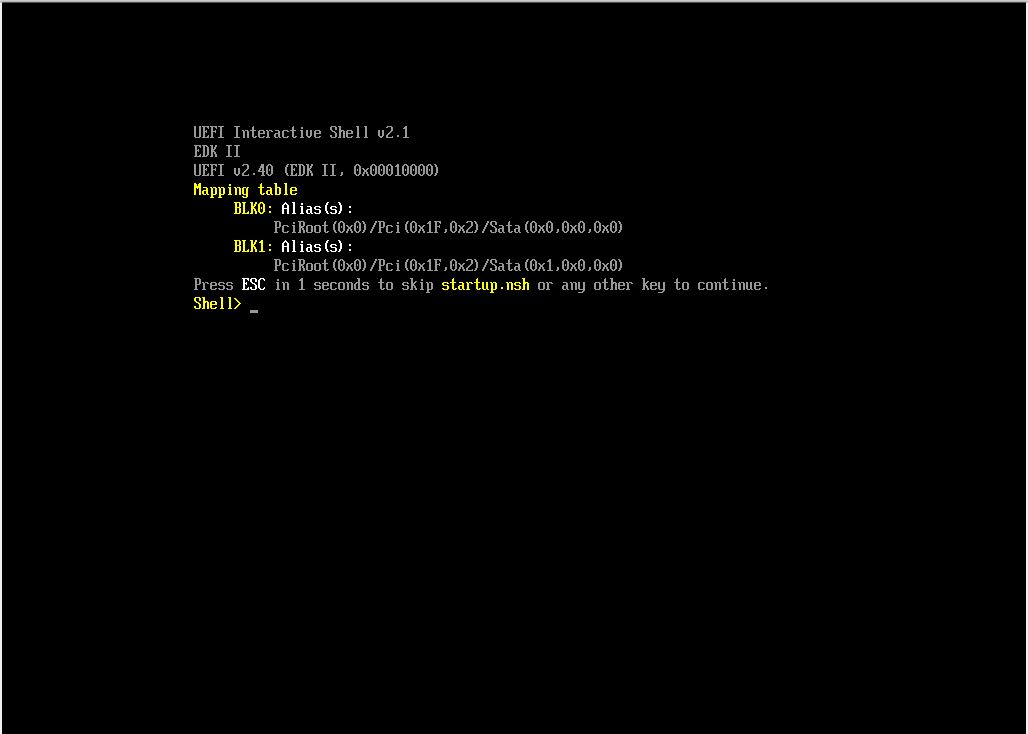 UEFI Interactive Shell v2.1
EDK II
UEFI v2.40 (EDK II, 0x00010000)
Mapping table
BLK0: Alias(s):
PciRoot(0x0)/Pci(0x1F,0x2)/Sata(0x0,0x0,0x0)
BLK1: Alias(s):
PciRoot(0x0)/Pci(0x1F,0x2)/Sata(0x1,0x0,0x0)
Press ESC in 1 seconds to skip startup.nsh or any other key to continue.
Shell> _